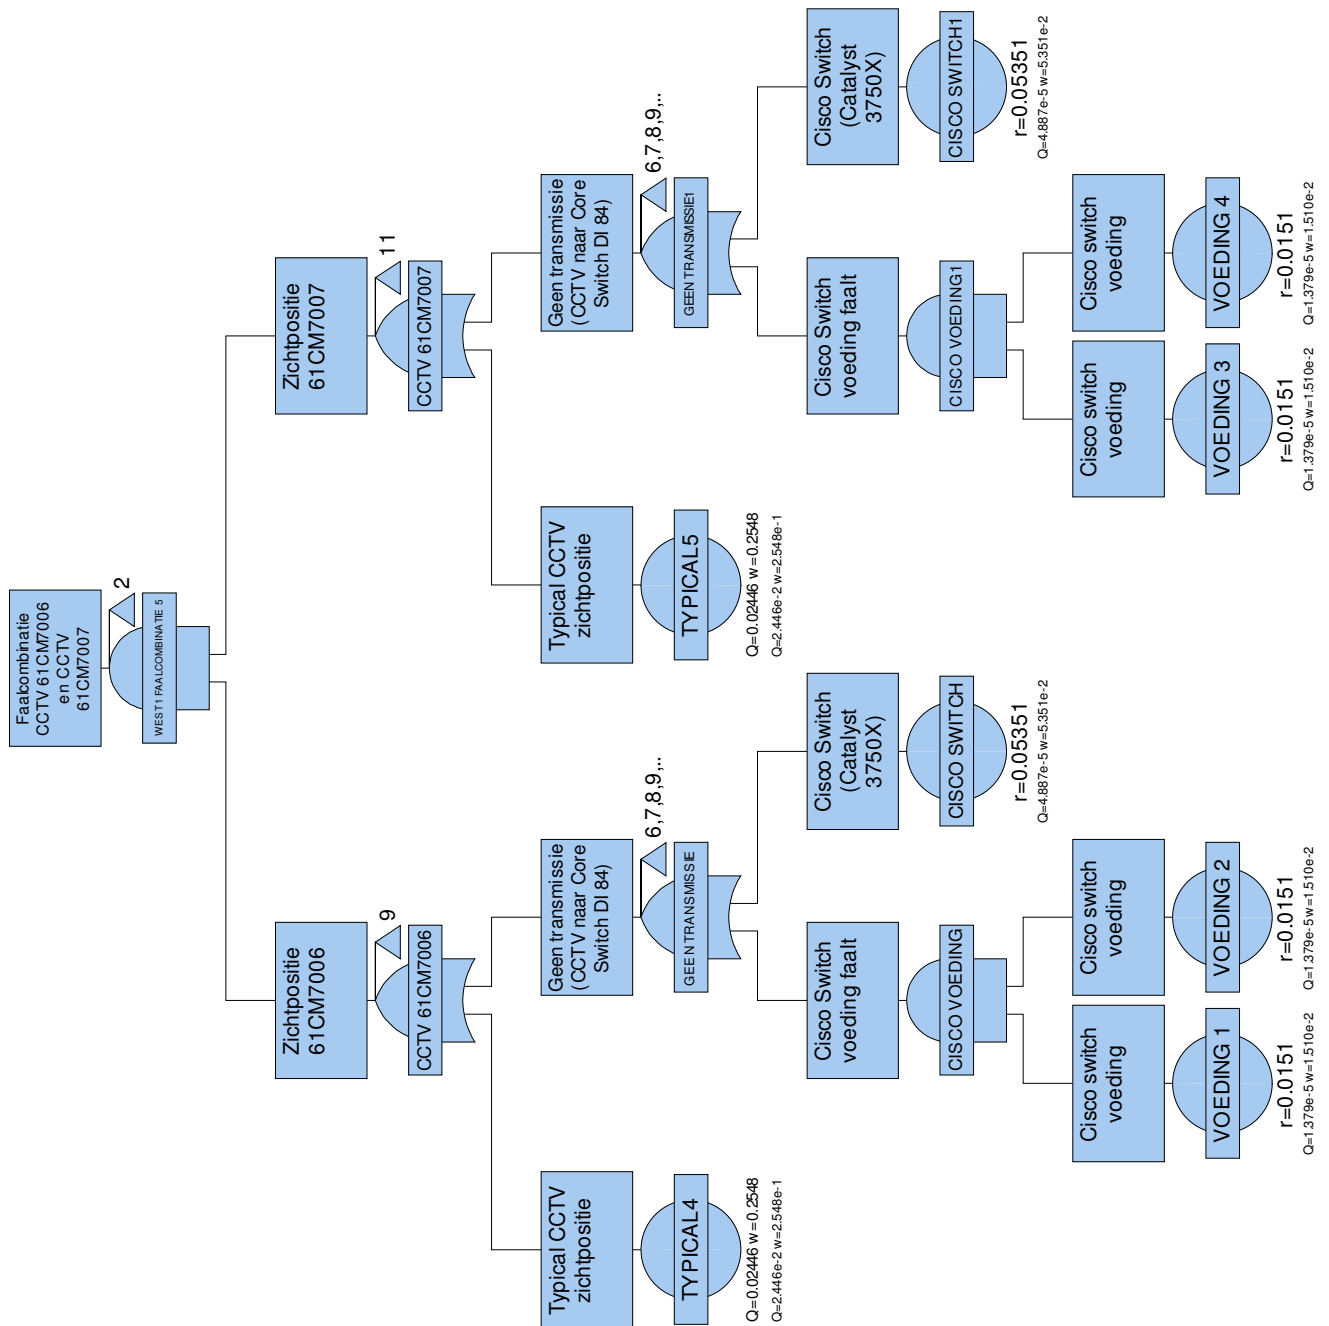 Faalcombinatie
CCTV 61CM7006
en CCTV
61CM7007
2
WEST1 FAALCOMBINATIE 5
Zichtpositie
61CM7006
9
CCTV 61CM7006
Zichtpositie
61CM7007
11
CCTV 61CM7007
Typical CCTV
zichtpositie
TYPICAL4
Q=0.02446 w=0.2548
Q=2.446e-2 w=2.548e-1
Geen transmissie
(CCTV naar Core
Switch DI 84)
6,7,8,9,..
GEEN TRANSMISSIE
Typical CCTV
zichtpositie
TYPICAL5
Q=0.02446 w=0.2548
Q=2.446e-2 w=2.548e-1
Geen transmissie
(CCTV naar Core
Switch DI 84)
6,7,8,9,..
GEEN TRANSMISSIE1
Cisco Switch
voeding faalt
CISCO VOEDING
Cisco Switch
(Catalyst
3750X)
CISCO SWITCH
r=0.05351
Q=4.887e-5 w=5.351e-2
Cisco Switch
voeding faalt
CISCO VOEDING1
Cisco Switch
(Catalyst
3750X)
CISCO SWITCH1
r=0.05351
Q=4.887e-5 w=5.351e-2
Cisco switch
voeding
VOEDING 1
r=0.0151
Q=1.379e-5 w=1.510e-2
Cisco switch
voeding
VOEDING 2
r=0.0151
Q=1.379e-5 w=1.510e-2
Cisco switch
voeding
VOEDING 3
r=0.0151
Q=1.379e-5 w=1.510e-2
Cisco switch
voeding
VOEDING 4
r=0.0151
Q=1.379e-5 w=1.510e-2